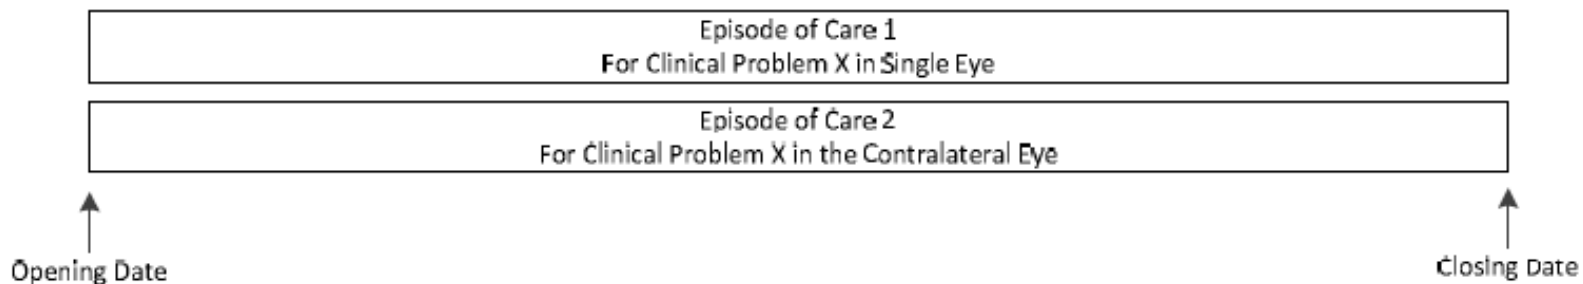 Episode of Care 1
For Clinical Problem X in Single Eye
Episode of Care 2
For Clinical Problem X in the Contralateral Eye
Opening Date
Closing Date